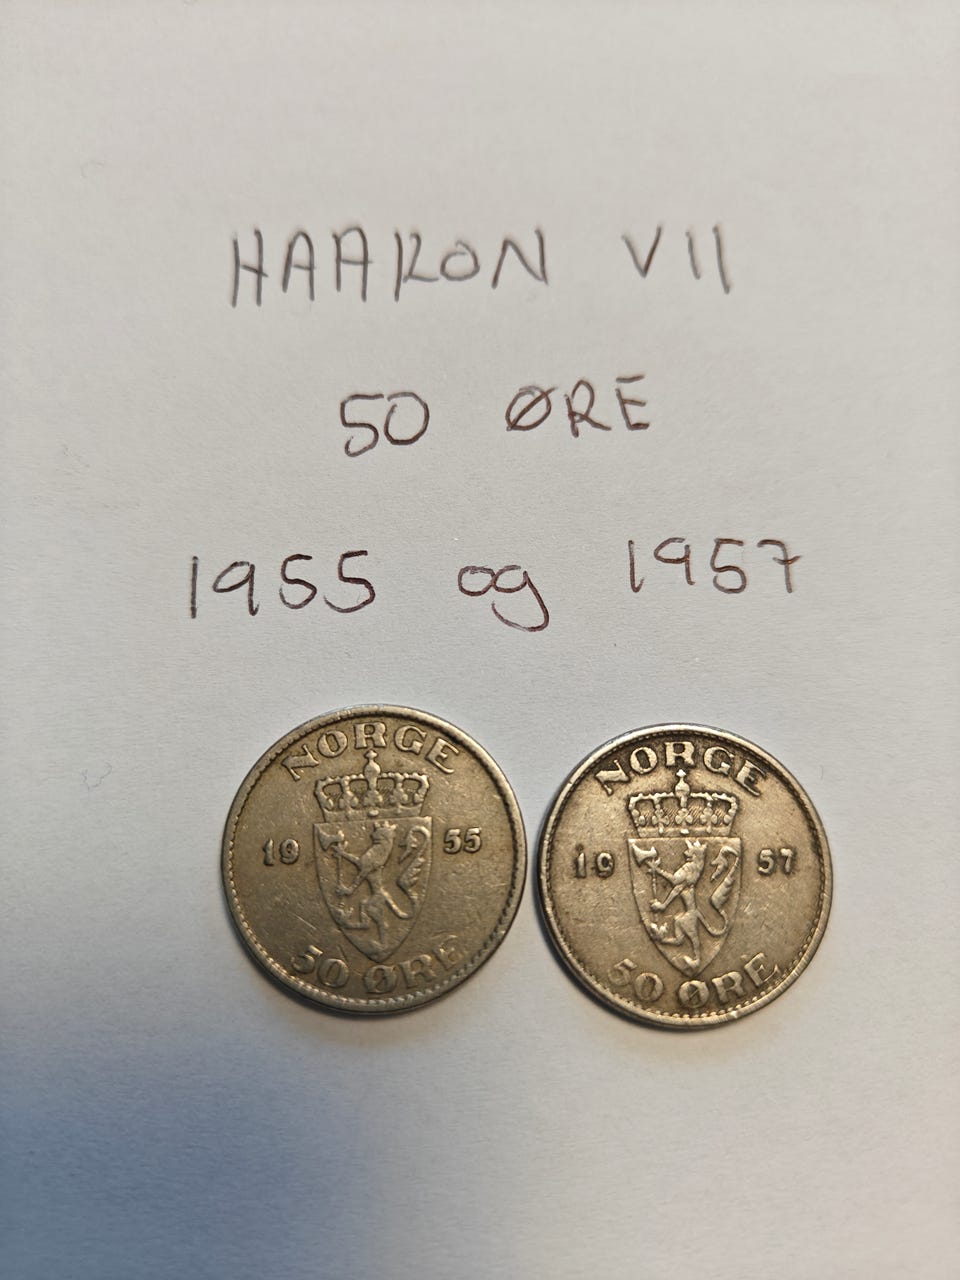 HAAKON VII
50 ØRE
1955 og 1957
NORGE
19 55
50 ØRE
NORGE
19 57
50 ØRE